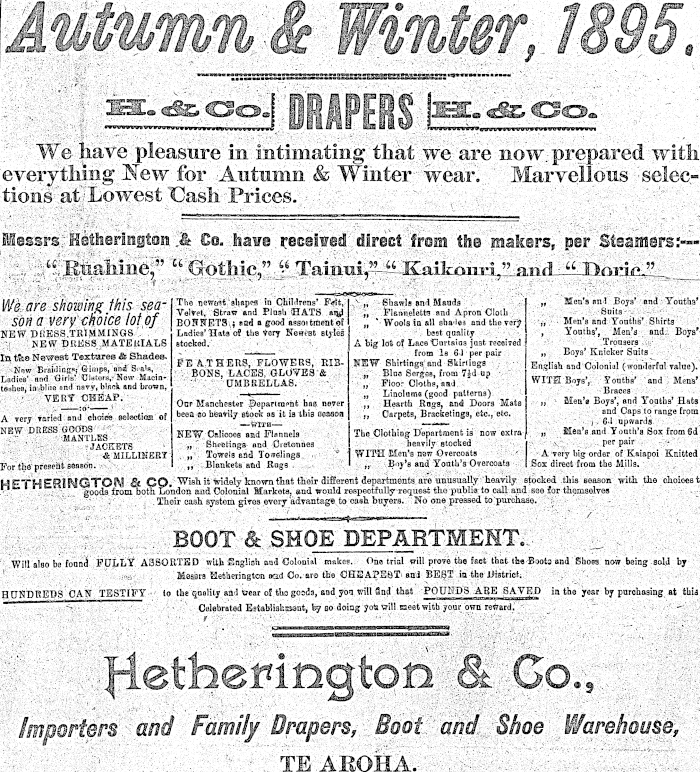 Autumn & Winter, 1895.
H. & Co. DRAPERS H. & Co.
We have pleasure in intimating that we are now prepared with
everything New for Autumn & Winter wear. Marvellous selec-
tions at Lowest Cash Prices.
Messrs Hetherington & Co. have received direct from the makers, per Steamers:—
"Ruahine," "Gothic," "Tainui," "Kaikouri," and "Doric."
We are showing this sea-
son a very choice lot of
NEW DRESS TRIMMINGS
NEW DRESS MATERIALS
In the Newest Textures & Shades.
New Braidings, Gimps, and Seals,
Ladies' and Girls' Ulsters, New Macin-
toshes, in blue and navy, black and brown,
VERY CHEAP.
—:o:—
A very varied and choice selection of
NEW DRESS GOODS
MANTLES
JACKETS
& MILLINERY
For the present season.
The newest shapes in Childrens' Felt,
Velvet, Straw and Plush HATS and
BONNETS; and a good assortment of
Ladies' Hats of the very Newest styles
stocked.
FEATHERS, FLOWERS, RIB-
BONS, LACES, GLOVES &
UMBRELLAS.
Our Manchester Department has never
been so heavily stock as it is this season
—WITH—
NEW Calicoes and Flannels
„ Sheetings and Cretonnes
„ Towels and Towelings
„ Blankets and Rugs
„ Shawls and Mauds
„ Flannelette and Apron Cloth
„ Wools in all shades and the very
best quality
A big lot of Lace Curtains just received
from 1s 6d per pair
NEW Shirtings and Skirtings
„ Blue Serges, from 7½d up
„ Floor Cloths, and
„ Linolums (good patterns)
„ Hearth Rugs, and Doors Mats
„ Carpets, Bracketings, etc., etc.
The Clothing Department is now extra
heavily stocked
WITH Men's new Overcoats
„ Boy's and Youth's Overcoats
„ Men's and Boys' and Youths'
Suits
„ Men's and Youths' Shirts
„ Youths', Men's and Boys'
Trousers
„ Boys' Knicker Suits
English and Colonial (wonderful value).
WITH Boys', Youths' and Mens'
Braces
„ Men's Boys', and Youths' Hats
and Caps to range from
6d upwards
„ Men's and Youth's Sox from 6d
per pair
A very big order of Kaiapoi Knitted
Sox direct from the Mills.
HETHERINGTON & CO. Wish it widely known that their different departments are unusually heavily stocked this season with the choices t
goods from both London and Colonial Markets, and would respectfully request the public to call and see for themselves
Their cash system gives every advantage to cash buyers. No one pressed to purchase.
BOOT & SHOE DEPARTMENT.
Will also be found FULLY ASSORTED with English and Colonial makes. One trial will prove the fact that the Boots and Shoes now being sold by
Messrs Hetherington and Co. are the CHEAPEST and BEST in the District.
HUNDREDS CAN TESTIFY to the quality and wear of the goods, and you will find that POUNDS ARE SAVED in the year by purchasing at this
Celebrated Establishment, by so doing you will meet with your own reward.
Hetherington & Co.,
Importers and Family Drapers, Boot and Shoe Warehouse,
TE AROHA.